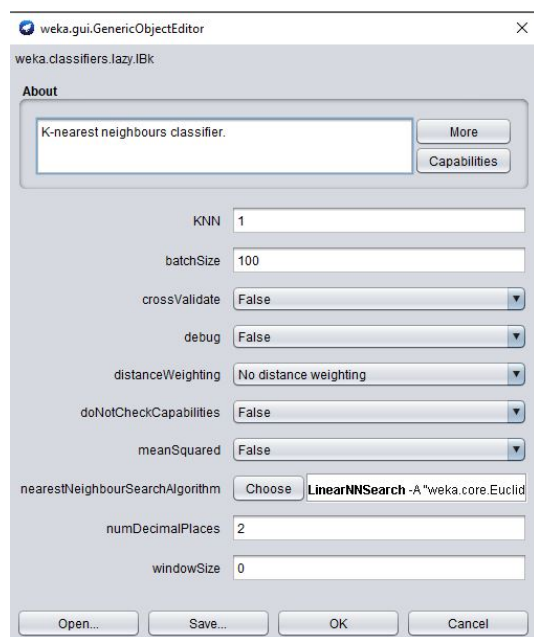 weka.gui.GenericObjectEditor
weka.classifiers.lazy.IBk
About
K-nearest neighbours classifier.
More
Capabilities
KNN 1
batchSize 100
crossValidate False
debug False
distanceWeighting No distance weighting
doNotCheckCapabilities False
meanSquared False
nearestNeighbourSearchAlgorithm Choose LinearNNSearch -A "weka.core.Euclid
numDecimalPlaces 2
windowSize 0
Open... Save... OK Cancel